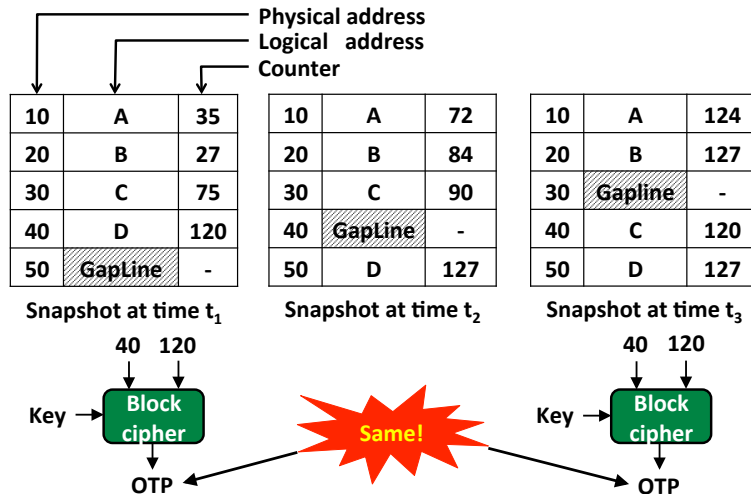 Physical address
Logical address
Counter
10 A 35
20 B 27
30 C 75
40 D 120
50 GapLine -
Snapshot at time t1
10 A 72
20 B 84
30 C 90
40 GapLine -
50 D 127
Snapshot at time t2
10 A 124
20 B 127
30 Gapline -
40 C 120
50 D 127
Snapshot at time t3
40 120
Key
Block
cipher
OTP
Same!
40 120
Key
Block
cipher
OTP